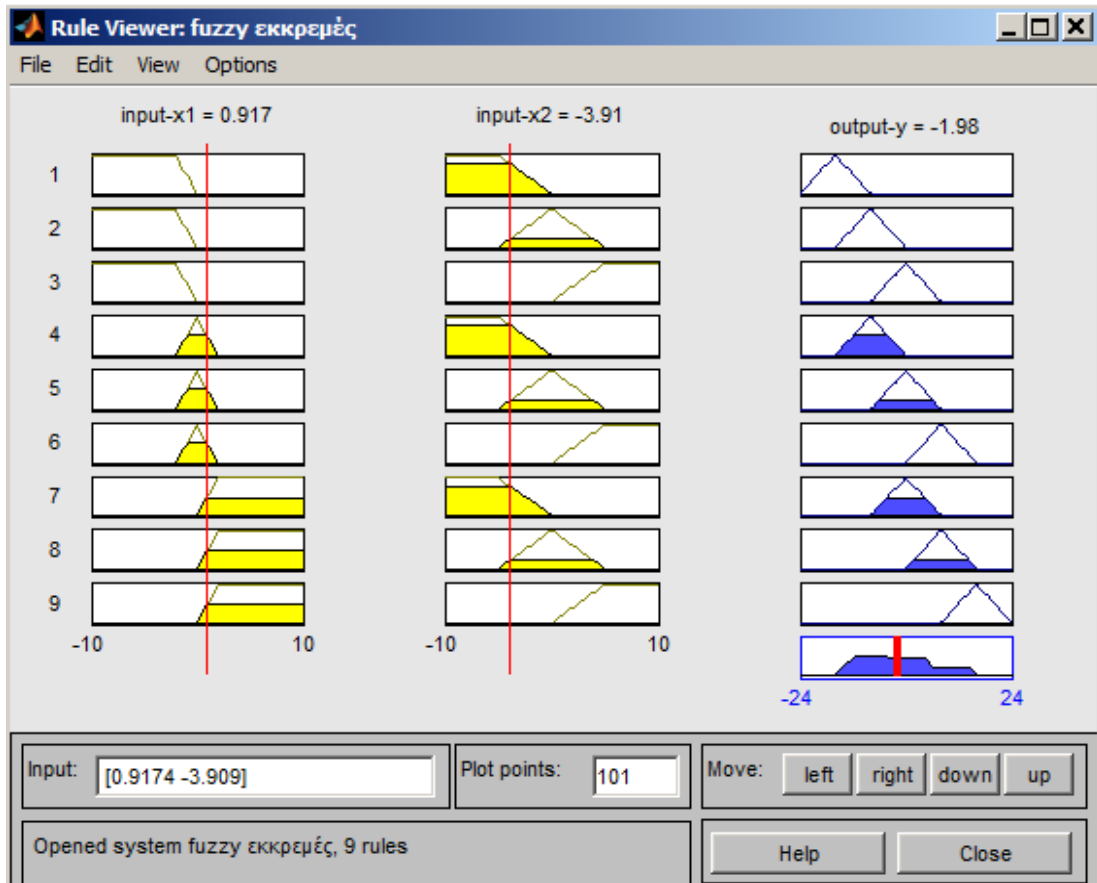 Rule Viewer: fuzzy εκκρεμές
File Edit View Options
input-x1 = 0.917 input-x2 = -3.91 output-y = -1.98
1
2
3
4
5
6
7
8
9
-10 10 -10 10
-24 24
Input: [0.9174 -3.909] Plot points: 101 Move: left right down up
Opened system fuzzy εκκρεμές, 9 rules Help Close